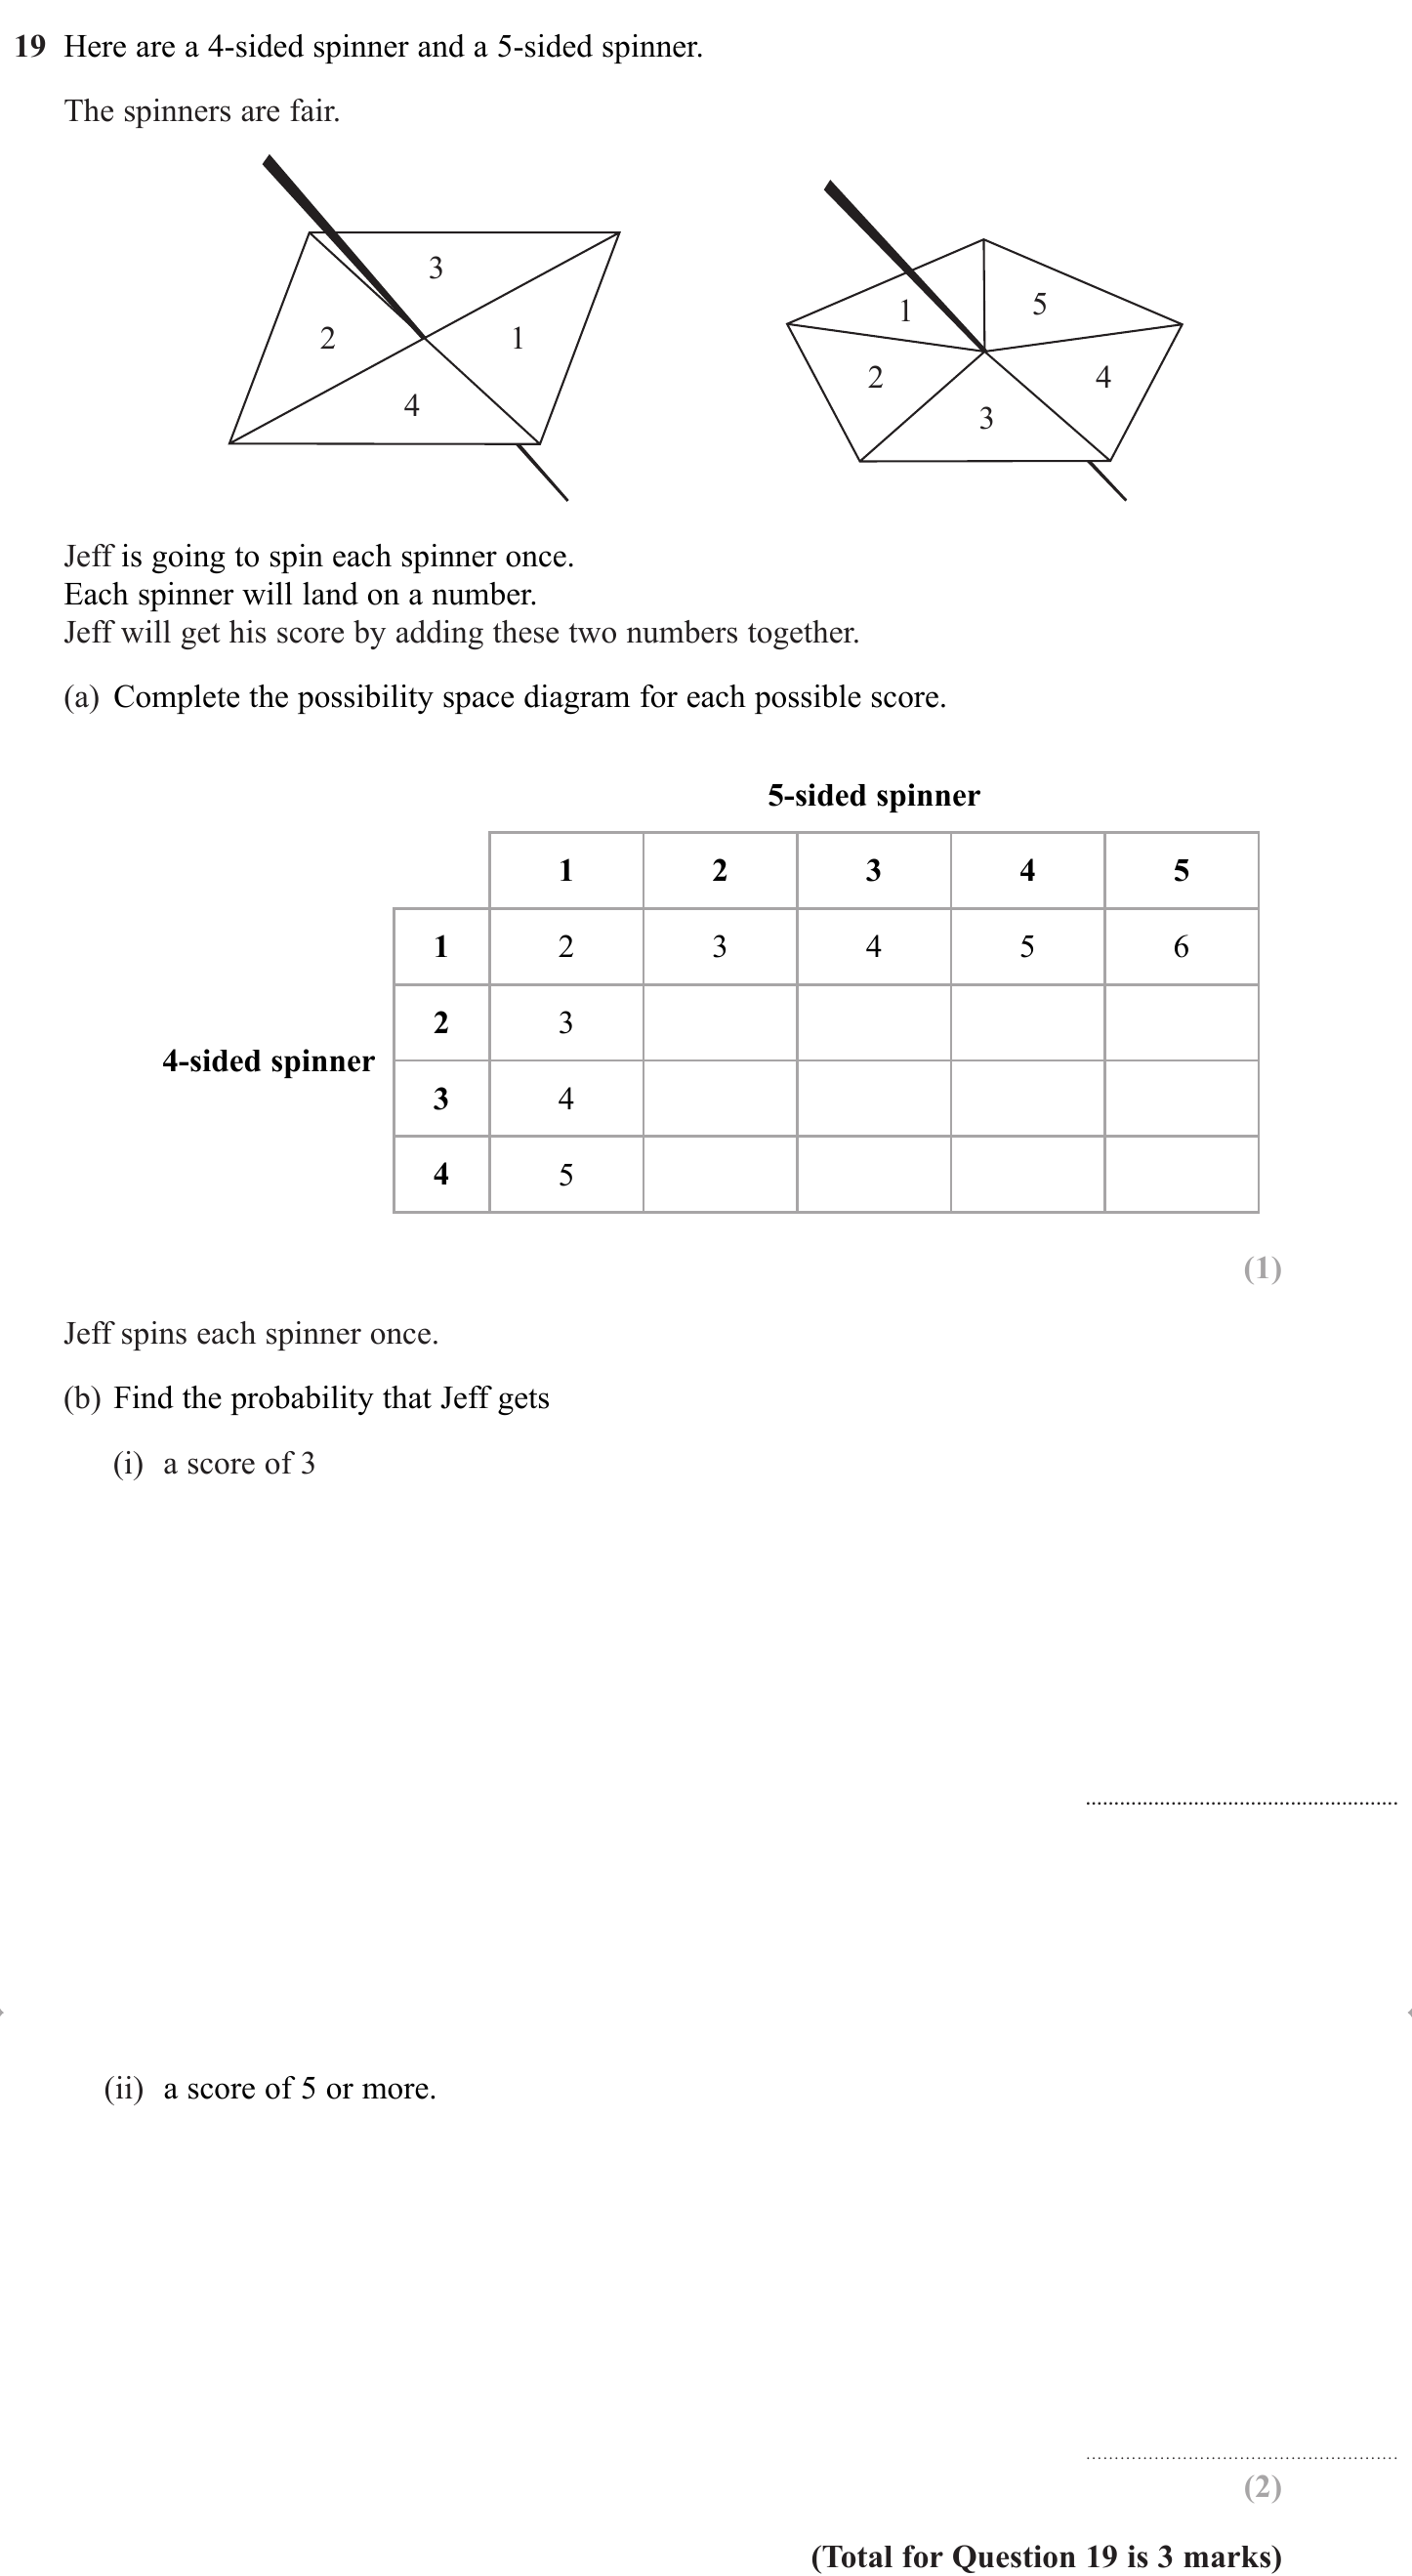 19 Here are a 4-sided spinner and a 5-sided spinner.
The spinners are fair.
3
2
1
4
1
5
2
4
3
Jeff is going to spin each spinner once.
Each spinner will land on a number.
Jeff will get his score by adding these two numbers together.
(a) Complete the possibility space diagram for each possible score.
5-sided spinner
1 2 3 4 5
1 2 3 4 5 6
2 3
4-sided spinner
3 4
4 5
(1)
Jeff spins each spinner once.
(b) Find the probability that Jeff gets
(i) a score of 3
(ii) a score of 5 or more.
(2)
(Total for Question 19 is 3 marks)